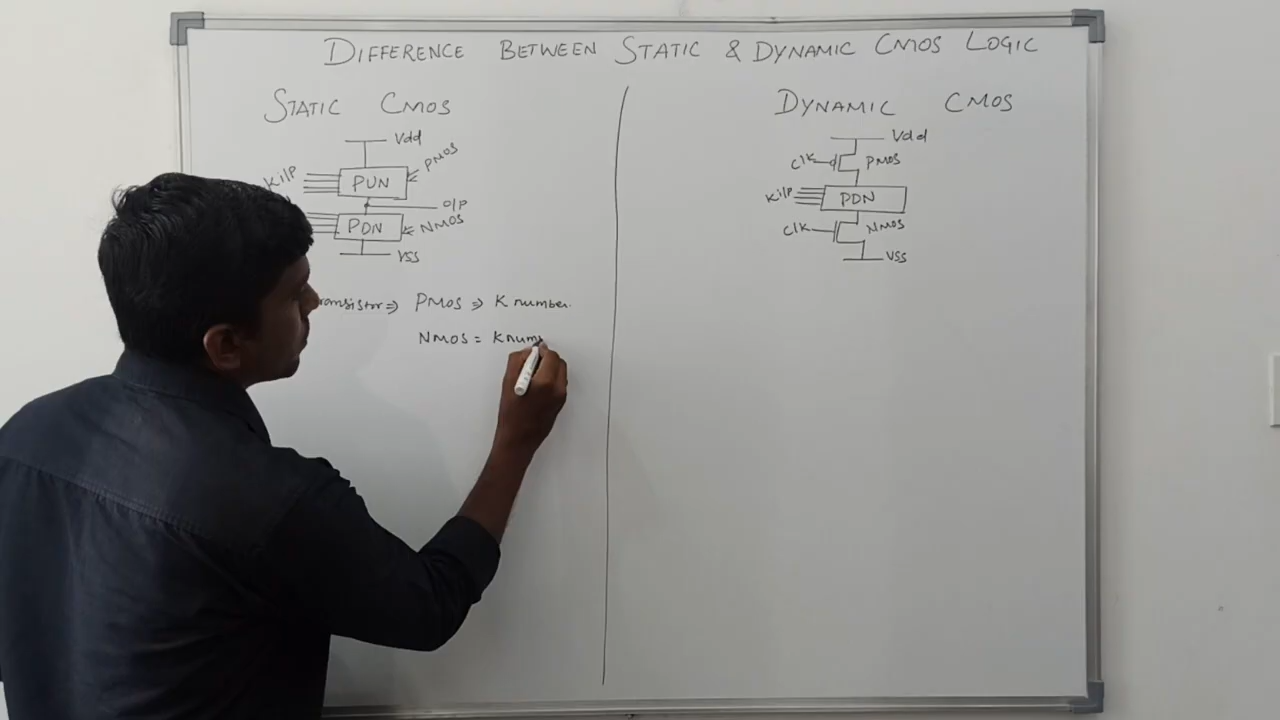 DIFFERENCE BETWEEN STATIC & DYNAMIC CMOS LOGIC
STATIC CMOS
Vdd
PMOS
K i/P
PUN
O/P
PDN
NMOS
VSS
PMOS ⇒ K number.
NMOS = K num
DYNAMIC CMOS
Vdd
Clk
PMOS
K i/P
PDN
Clk
NMOS
VSS